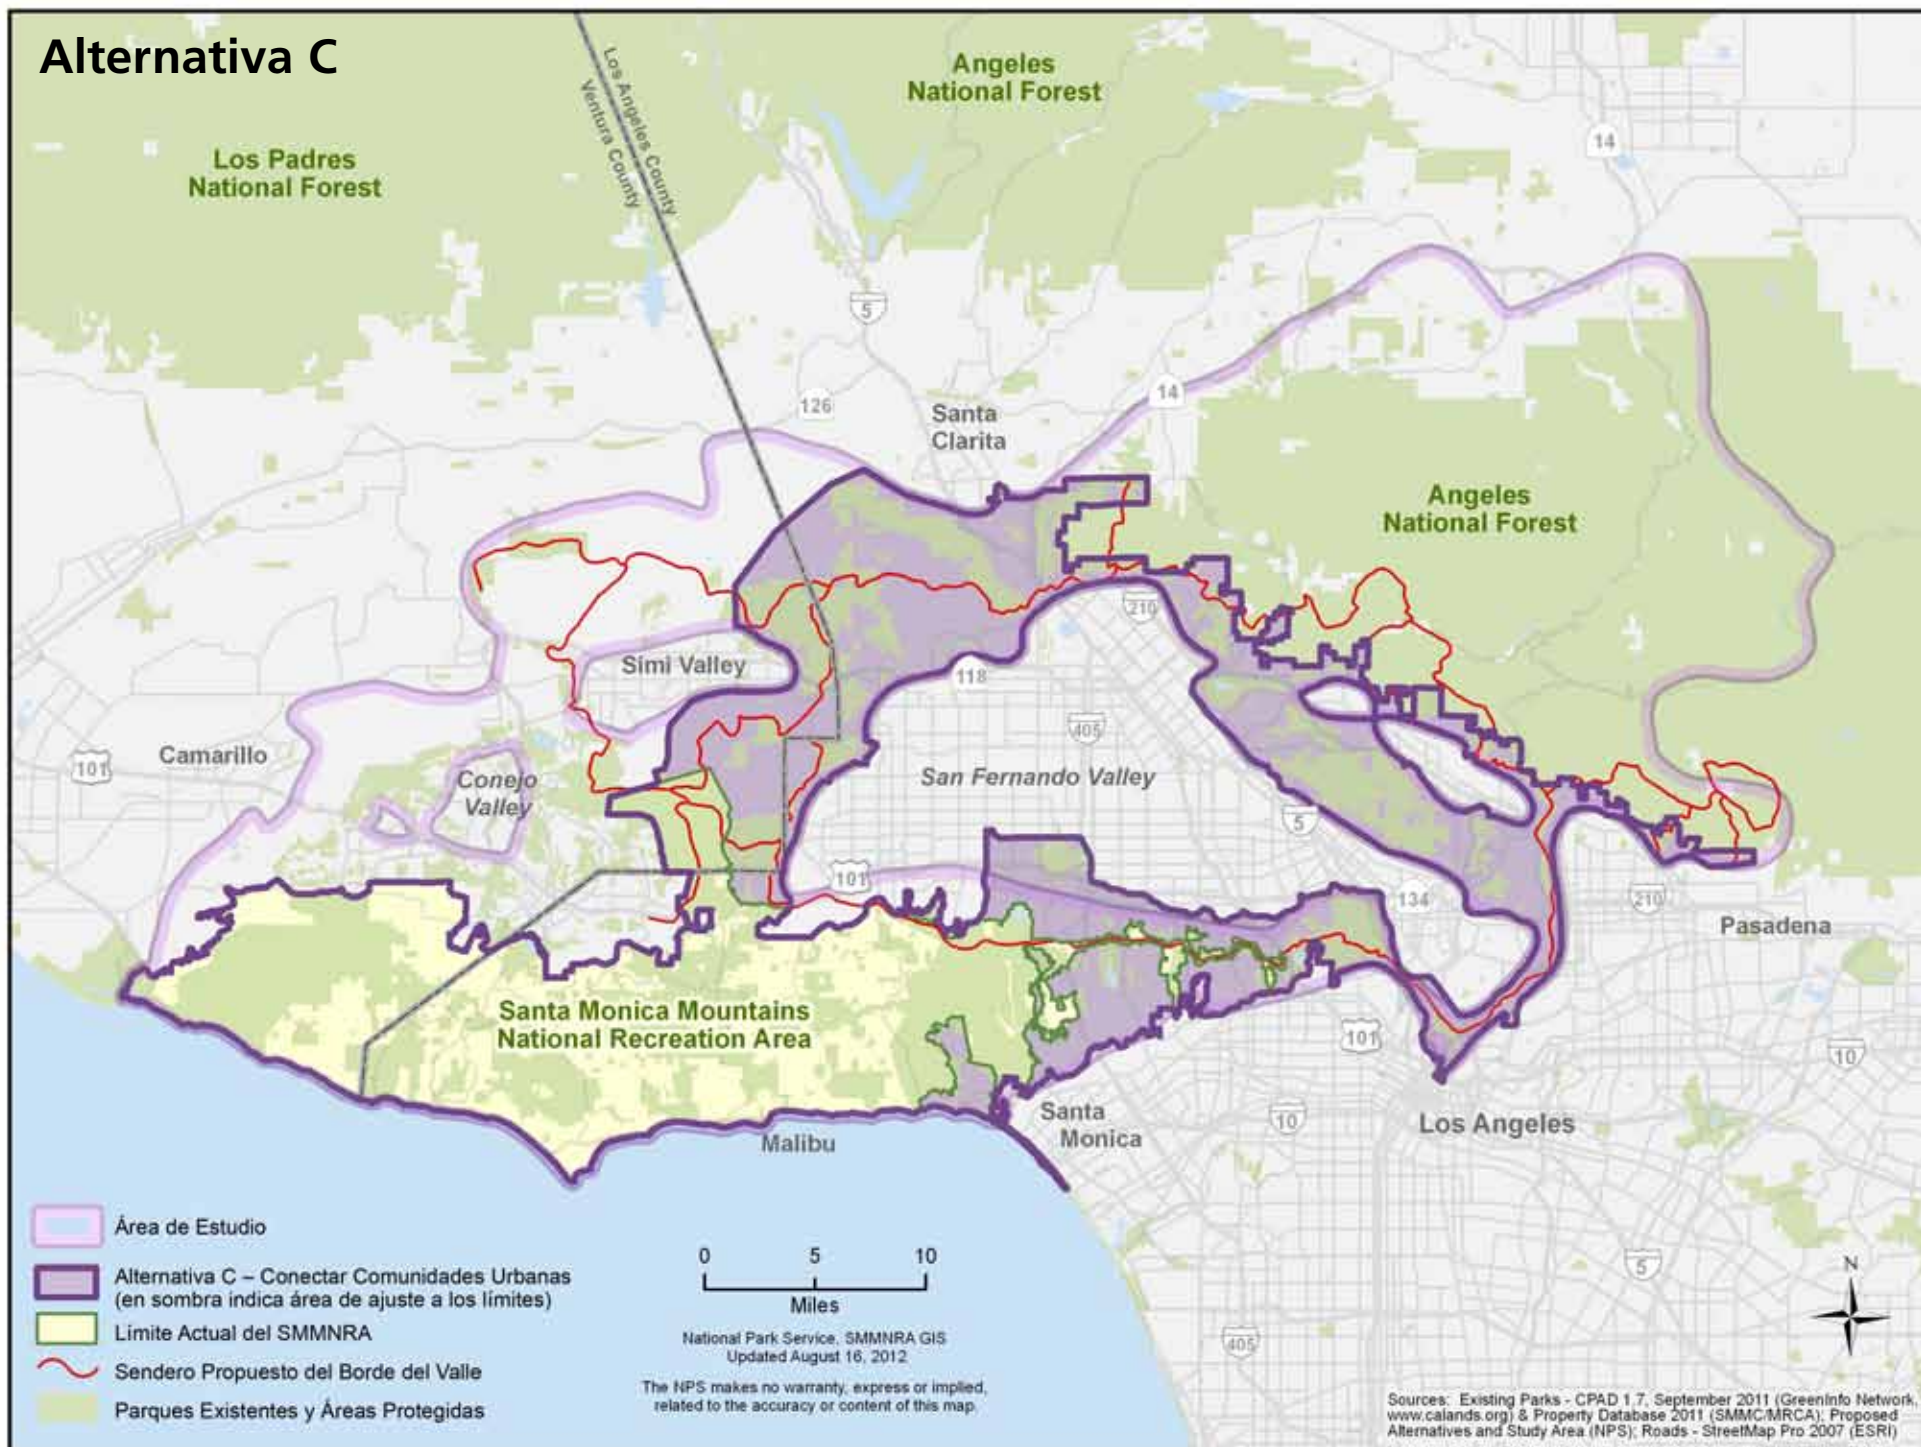 Alternativa C
Los Angeles County
Ventura County
Angeles
National Forest
Los Padres
National Forest
14
5
126
14
Santa
Clarita
Angeles
National Forest
210
Simi Valley
118
405
Camarillo
101
Conejo
Valley
San Fernando Valley
5
101
134
210
Pasadena
Santa Monica Mountains
National Recreation Area
101
10
Santa
Monica
10
Los Angeles
Malibu
5
405
N
Área de Estudio
Alternativa C – Conectar Comunidades Urbanas
(en sombra indica área de ajuste a los límites)
Límite Actual del SMMNRA
Sendero Propuesto del Borde del Valle
Parques Existentes y Áreas Protegidas
0 5 10
Miles
National Park Service, SMMNRA GIS
Updated August 16, 2012
The NPS makes no warranty, express or implied,
related to the accuracy or content of this map.
Sources: Existing Parks - CPAD 1.7, September 2011 (GreenInfo Network,
www.calands.org) & Property Database 2011 (SMMC/MRCA); Proposed
Alternatives and Study Area (NPS); Roads - StreetMap Pro 2007 (ESRI)